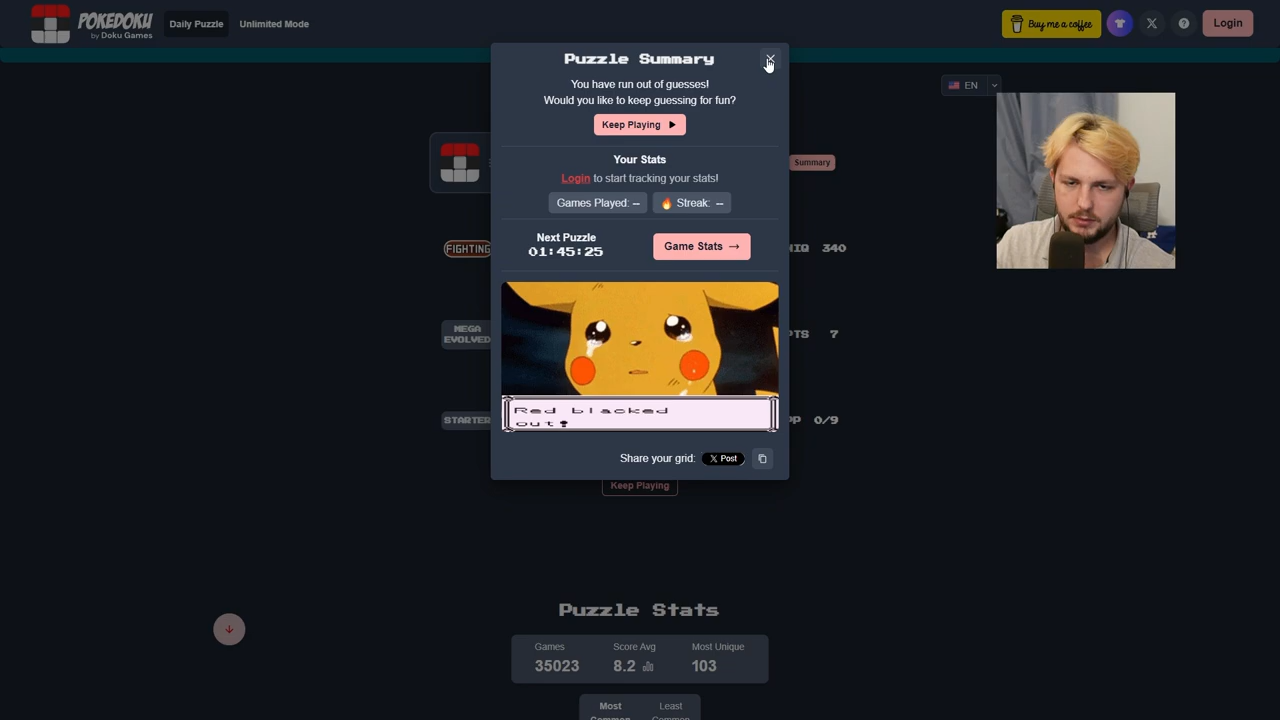 POKEDOKU
by Doku Games
Daily Puzzle
Unlimited Mode
Buy me a coffee
Login
EN
Puzzle Summary
You have run out of guesses!
Would you like to keep guessing for fun?
Keep Playing
Summary
Your Stats
Login to start tracking your stats!
Games Played: --
Streak: --
Next Puzzle
01:45:25
Game Stats →
FIGHTING
340
MEGA
EVOLVED
PTS 7
STARTER
0/9
Red blacked
out!
Share your grid:
X Post
Keep Playing
Puzzle Stats
Games
35023
Score Avg
8.2
Most Unique
103
Most
Common
Least
Common